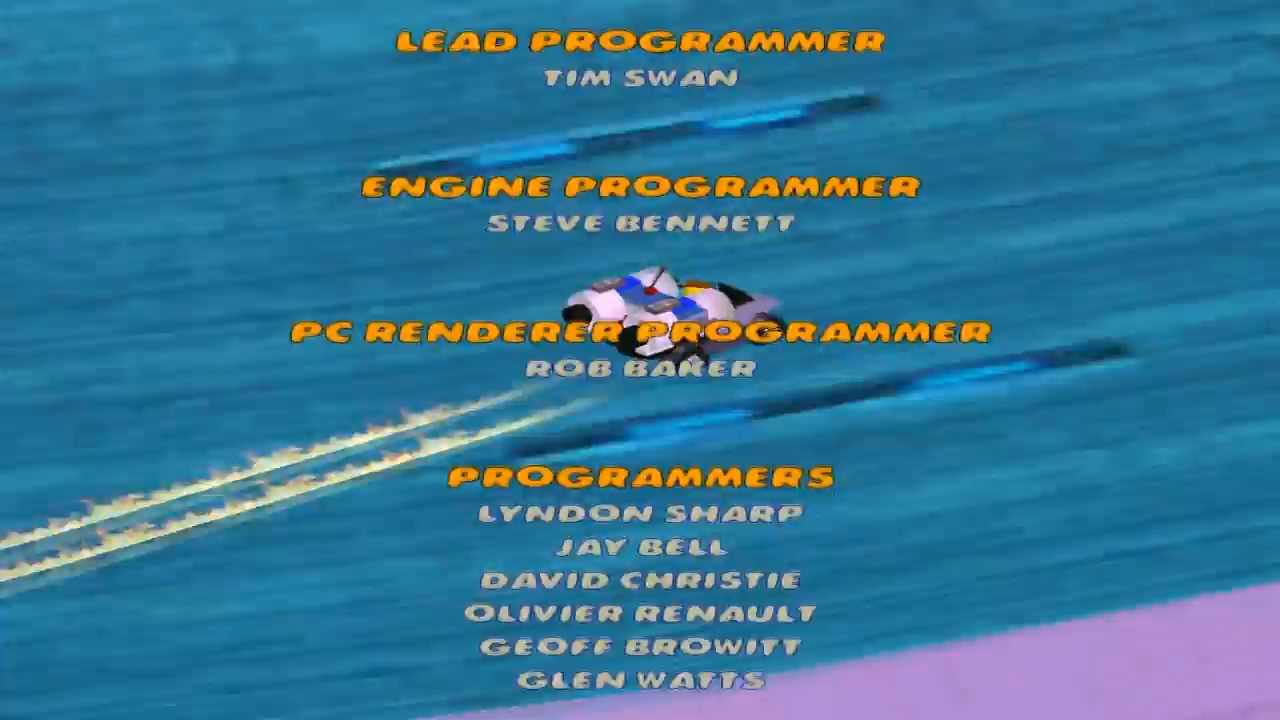 LEAD PROGRAMMER
TIM SWAN
ENGINE PROGRAMMER
STEVE BENNETT
PC RENDERER PROGRAMMER
ROB BAKER
PROGRAMMERS
LYNDON SHARP
JAY BELL
DAVID CHRISTIE
OLIVIER RENAULT
GEOFF BROWITT
GLEN WATTS